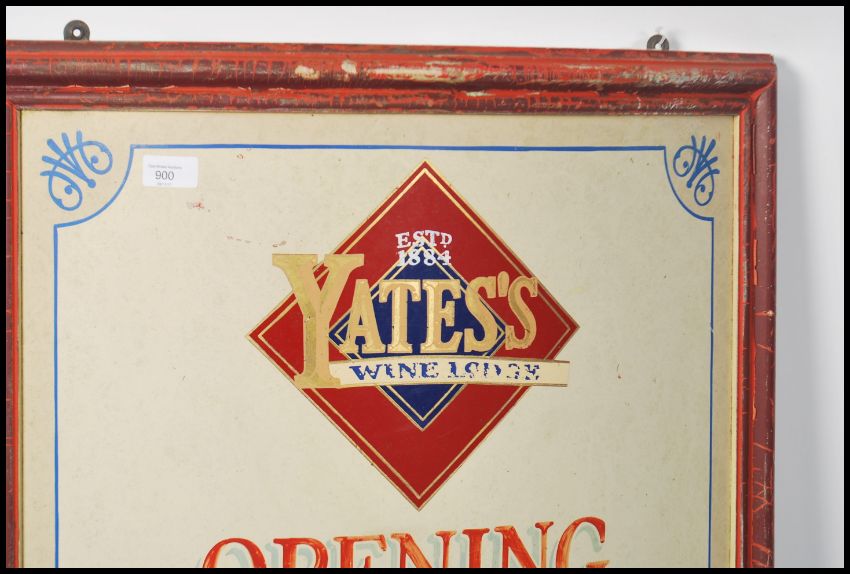 900
ESTD
1884
YATES'S
WINE LODGE
OPENING